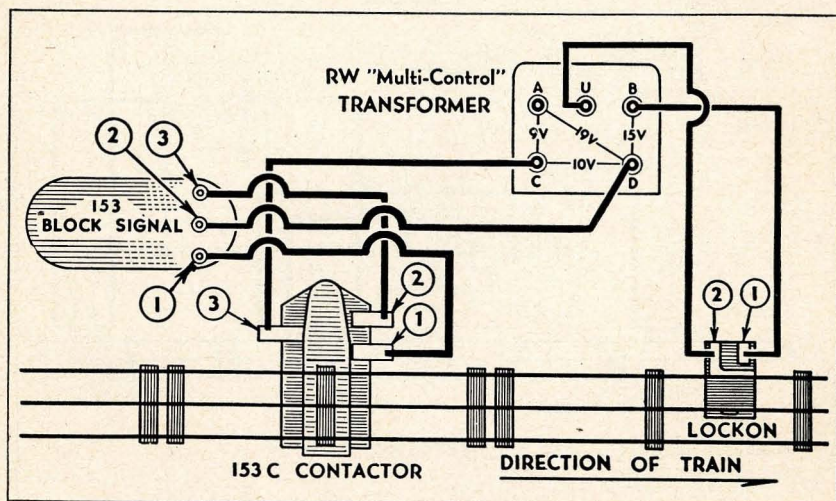 RW "Multi-Control"
TRANSFORMER
A U B
9V 19V 15V
C 10V D
3
2
153
BLOCK SIGNAL
1
3
2
1
2 1
LOCKON
153 C CONTACTOR
DIRECTION OF TRAIN